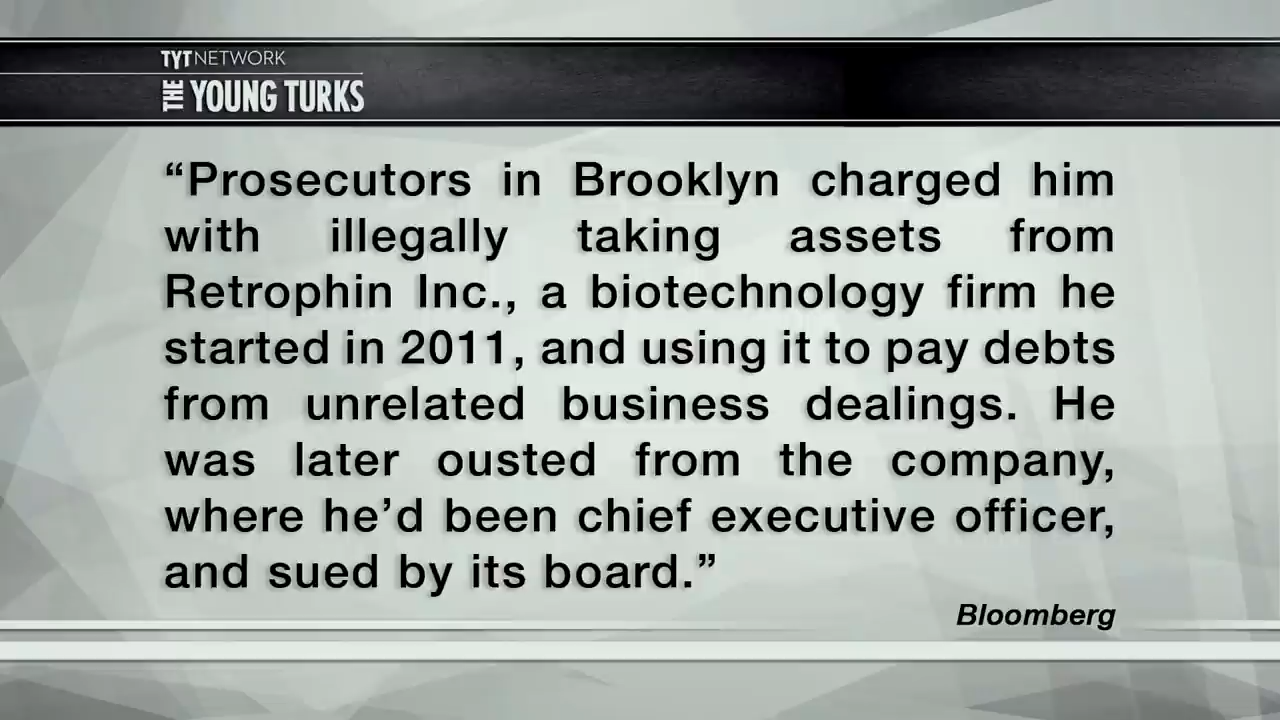 TYTNETWORK
THE YOUNG TURKS
“Prosecutors in Brooklyn charged him
with illegally taking assets from
Retrophin Inc., a biotechnology firm he
started in 2011, and using it to pay debts
from unrelated business dealings. He
was later ousted from the company,
where he’d been chief executive officer,
and sued by its board.”
Bloomberg